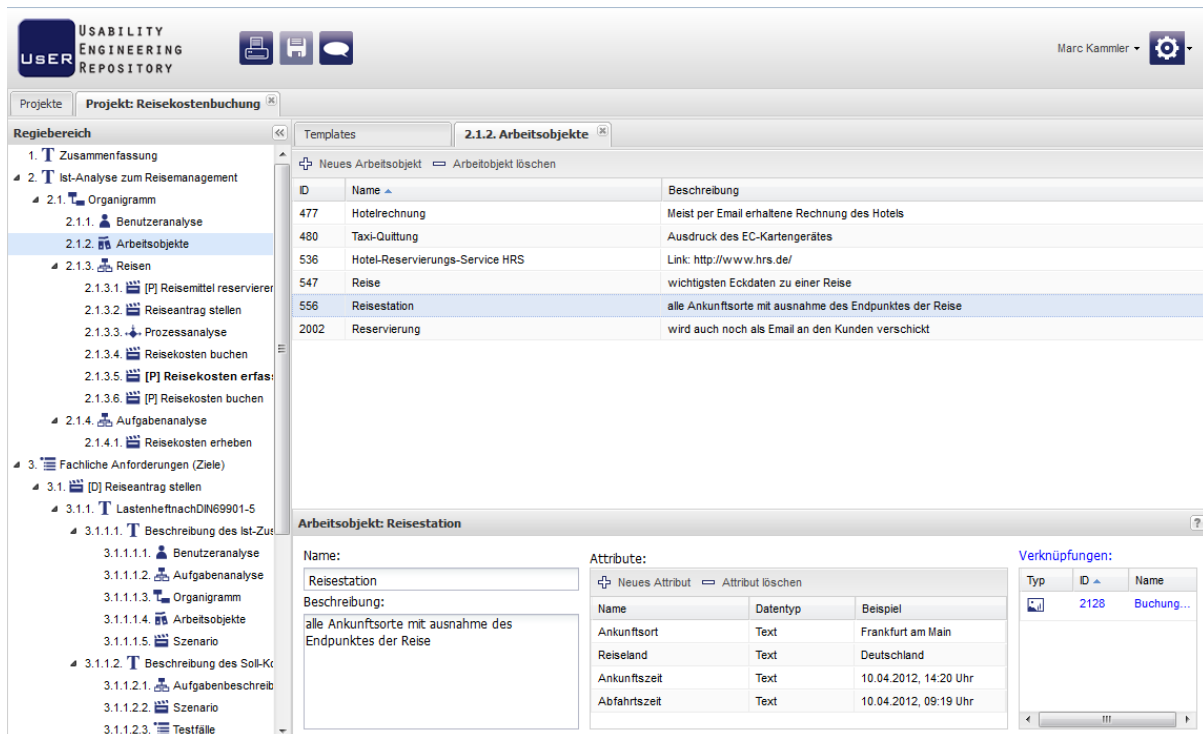 USABILITY
ENGINEERING
REPOSITORY
UsER
Marc Kammler
Projekte
Projekt: Reisekostenbuchung
Regiebereich
1. T Zusammenfassung
2. T Ist-Analyse zum Reisemanagement
2.1. Organigramm
2.1.1. Benutzeranalyse
2.1.2. Arbeitsobjekte
2.1.3. Reisen
2.1.3.1. [P] Reisemittel reservieren
2.1.3.2. Reiseantrag stellen
2.1.3.3. Prozessanalyse
2.1.3.4. Reisekosten buchen
2.1.3.5. [P] Reisekosten erfas
2.1.3.6. [P] Reisekosten buchen
2.1.4. Aufgabenanalyse
2.1.4.1. Reisekosten erheben
3. Fachliche Anforderungen (Ziele)
3.1. [D] Reiseantrag stellen
3.1.1. T LastenheftnachDIN69901-5
3.1.1.1. T Beschreibung des Ist-Zus
3.1.1.1.1. Benutzeranalyse
3.1.1.1.2. Aufgabenanalyse
3.1.1.1.3. Organigramm
3.1.1.1.4. Arbeitsobjekte
3.1.1.1.5. Szenario
3.1.1.2. T Beschreibung des Soll-Ko
3.1.1.2.1. Aufgabenbeschreib
3.1.1.2.2. Szenario
3.1.1.2.3. Testfälle
Templates
2.1.2. Arbeitsobjekte
Neues Arbeitsobjekt Arbeitobjekt löschen
ID Name Beschreibung
477 Hotelrechnung Meist per Email erhaltene Rechnung des Hotels
480 Taxi-Quittung Ausdruck des EC-Kartengerätes
536 Hotel-Reservierungs-Service HRS Link: http://www.hrs.de/
547 Reise wichtigsten Eckdaten zu einer Reise
556 Reisestation alle Ankunftsorte mit ausnahme des Endpunktes der Reise
2002 Reservierung wird auch noch als Email an den Kunden verschickt
Arbeitsobjekt: Reisestation
?
Name:
Reisestation
Beschreibung:
alle Ankunftsorte mit ausnahme des
Endpunktes der Reise
Attribute:
Neues Attribut Attribut löschen
Name Datentyp Beispiel
Ankunftsort Text Frankfurt am Main
Reiseland Text Deutschland
Ankunftszeit Text 10.04.2012, 14:20 Uhr
Abfahrtszeit Text 10.04.2012, 09:19 Uhr
Verknüpfungen:
Typ ID Name
2128 Buchung...